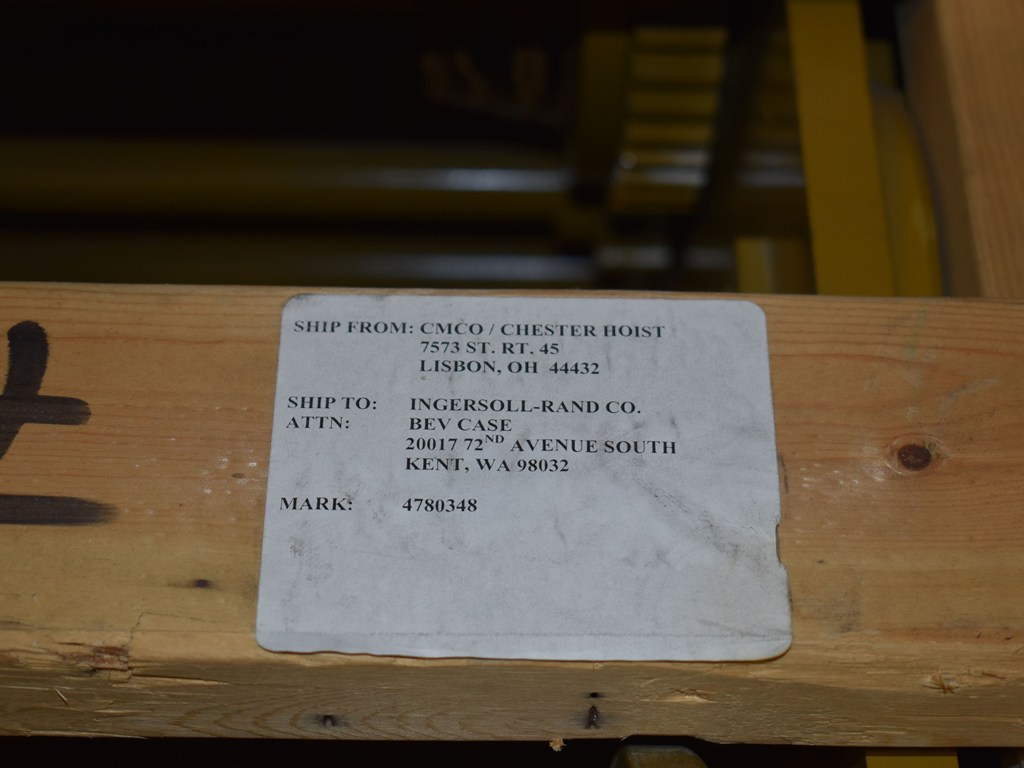 SHIP FROM: CMCO / CHESTER HOIST
7573 ST. RT. 45
LISBON, OH 44432
SHIP TO: INGERSOLL-RAND CO.
ATTN: BEV CASE
20017 72ND AVENUE SOUTH
KENT, WA 98032
MARK: 4780348